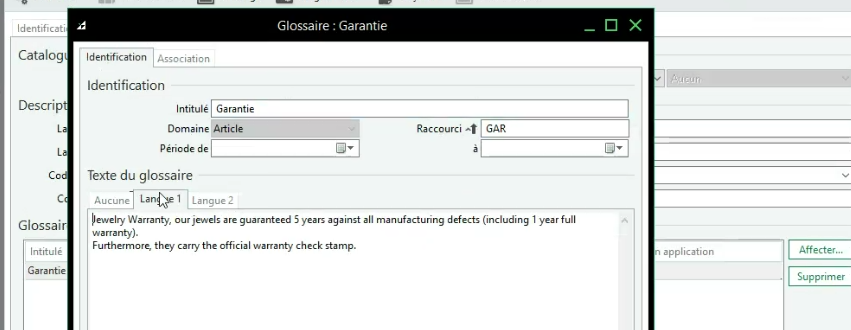 Glossaire : Garantie
Catalogu
Aucun
Descript
La
La
Cod
Co
Glossair
Intitulé
n application
Affecter...
Garantie
Supprimer
Identification Association
Identification
Intitulé Garantie
Domaine Article Raccourci GAR
Période de à
Texte du glossaire
Aucune Langue 1 Langue 2
Jewelry Warranty, our jewels are guaranteed 5 years against all manufacturing defects (including 1 year full
warranty).
Furthermore, they carry the official warranty check stamp.